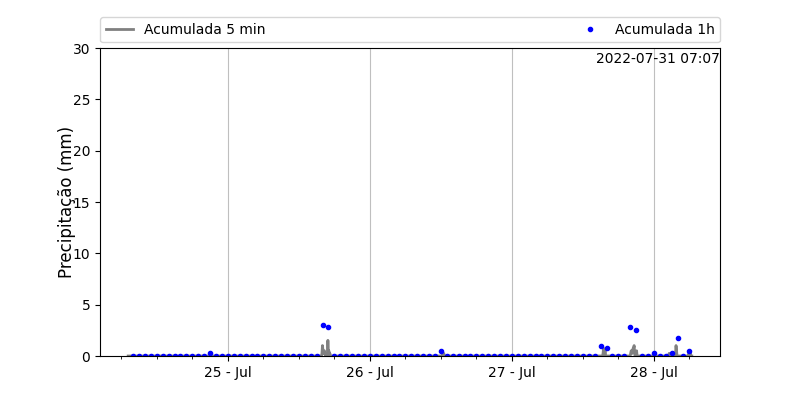 Acumulada 5 min
Acumulada 1h
2022-07-31 07:07
Precipitação (mm)
30
25
20
15
10
5
0
25 - Jul
26 - Jul
27 - Jul
28 - Jul